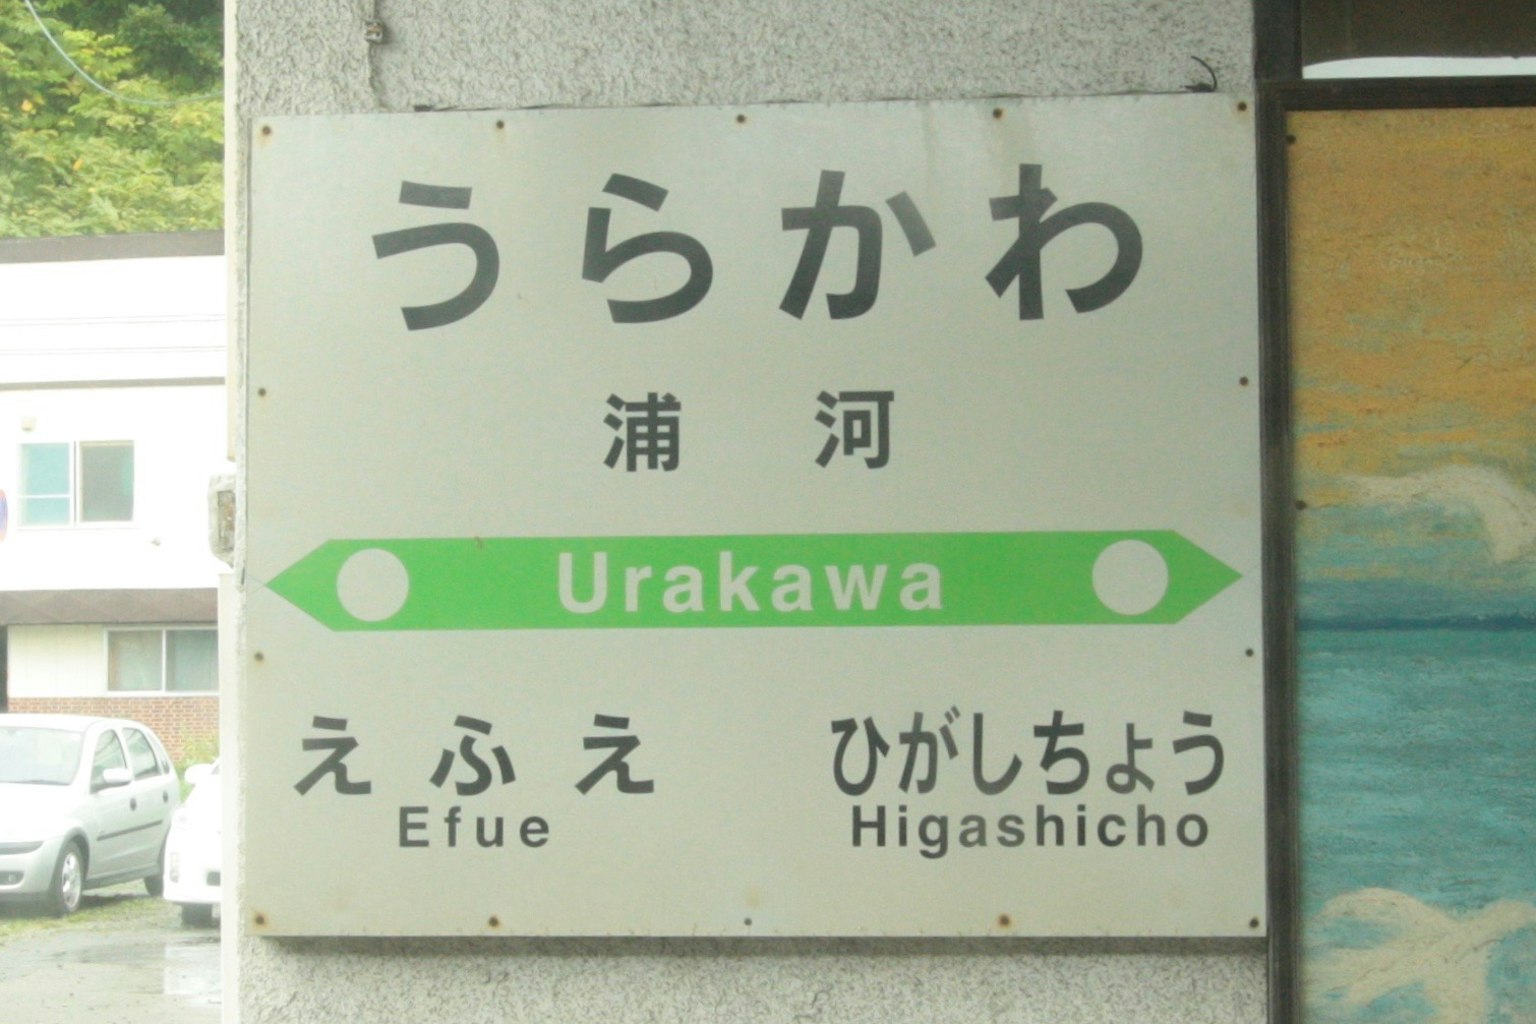 うらかわ
浦河
Urakawa
えふえ ひがしちょう
Efue Higashicho